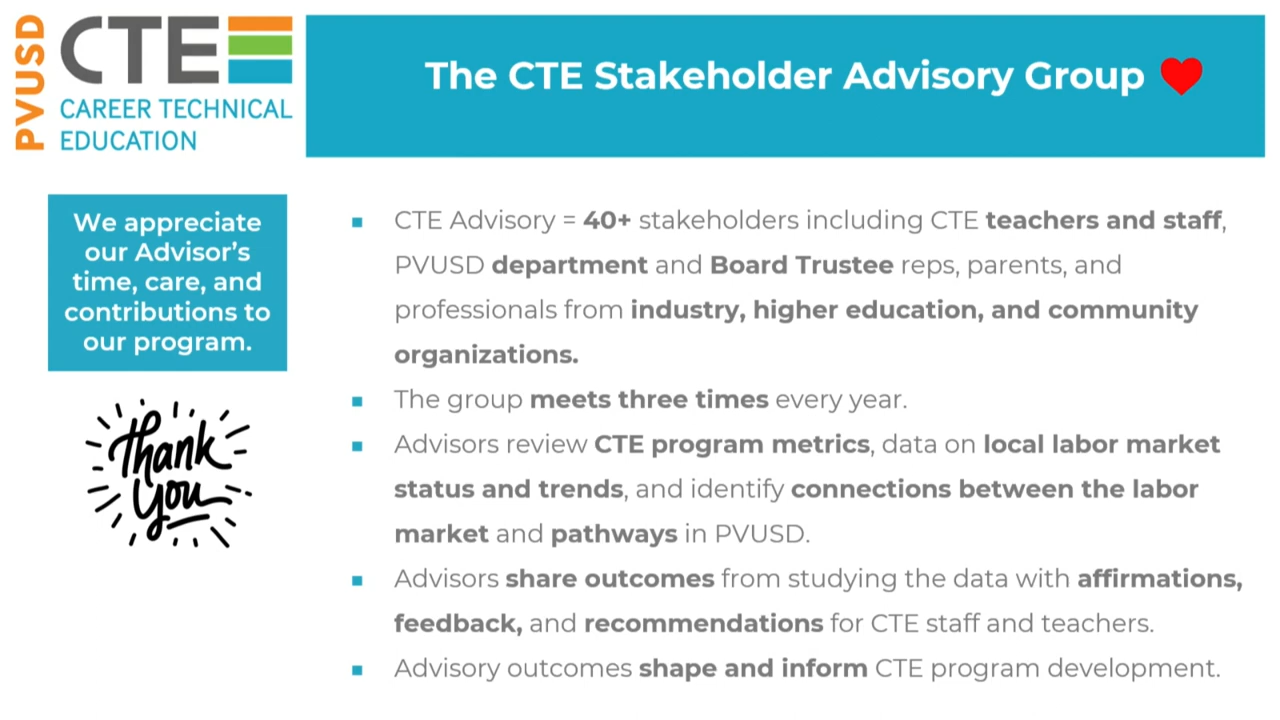 PVUSD
CTE
CAREER TECHNICAL
EDUCATION
The CTE Stakeholder Advisory Group
We appreciate
our Advisor's
time, care, and
contributions to
our program.
thank
you
CTE Advisory = 40+ stakeholders including CTE teachers and staff,
PVUSD department and Board Trustee reps, parents, and
professionals from industry, higher education, and community
organizations.
The group meets three times every year.
Advisors review CTE program metrics, data on local labor market
status and trends, and identify connections between the labor
market and pathways in PVUSD.
Advisors share outcomes from studying the data with affirmations,
feedback, and recommendations for CTE staff and teachers.
Advisory outcomes shape and inform CTE program development.